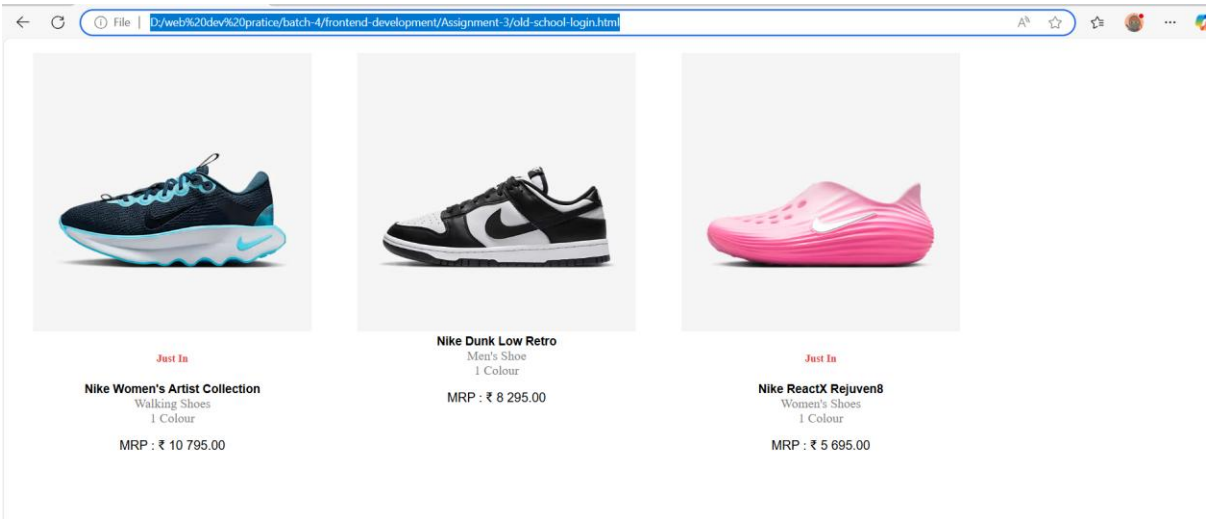 File | D:/web%20dev%20pratice/batch-4/frontend-development/Assignment-3/old-school-login.html
Just In
Nike Women's Artist Collection
Walking Shoes
1 Colour
MRP : ₹ 10 795.00
Nike Dunk Low Retro
Men's Shoe
1 Colour
MRP : ₹ 8 295.00
Just In
Nike ReactX Rejuven8
Women's Shoes
1 Colour
MRP : ₹ 5 695.00